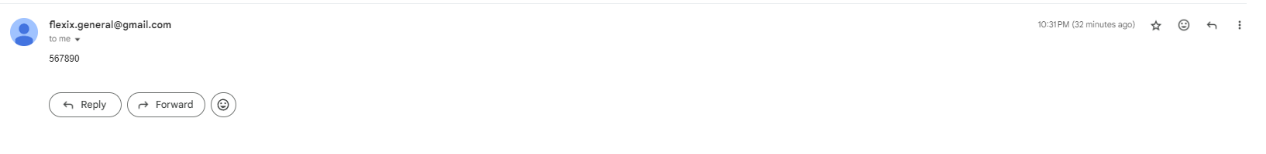 flexix.general@gmail.com
10:31 PM (32 minutes ago)
to me
567890
Reply
Forward